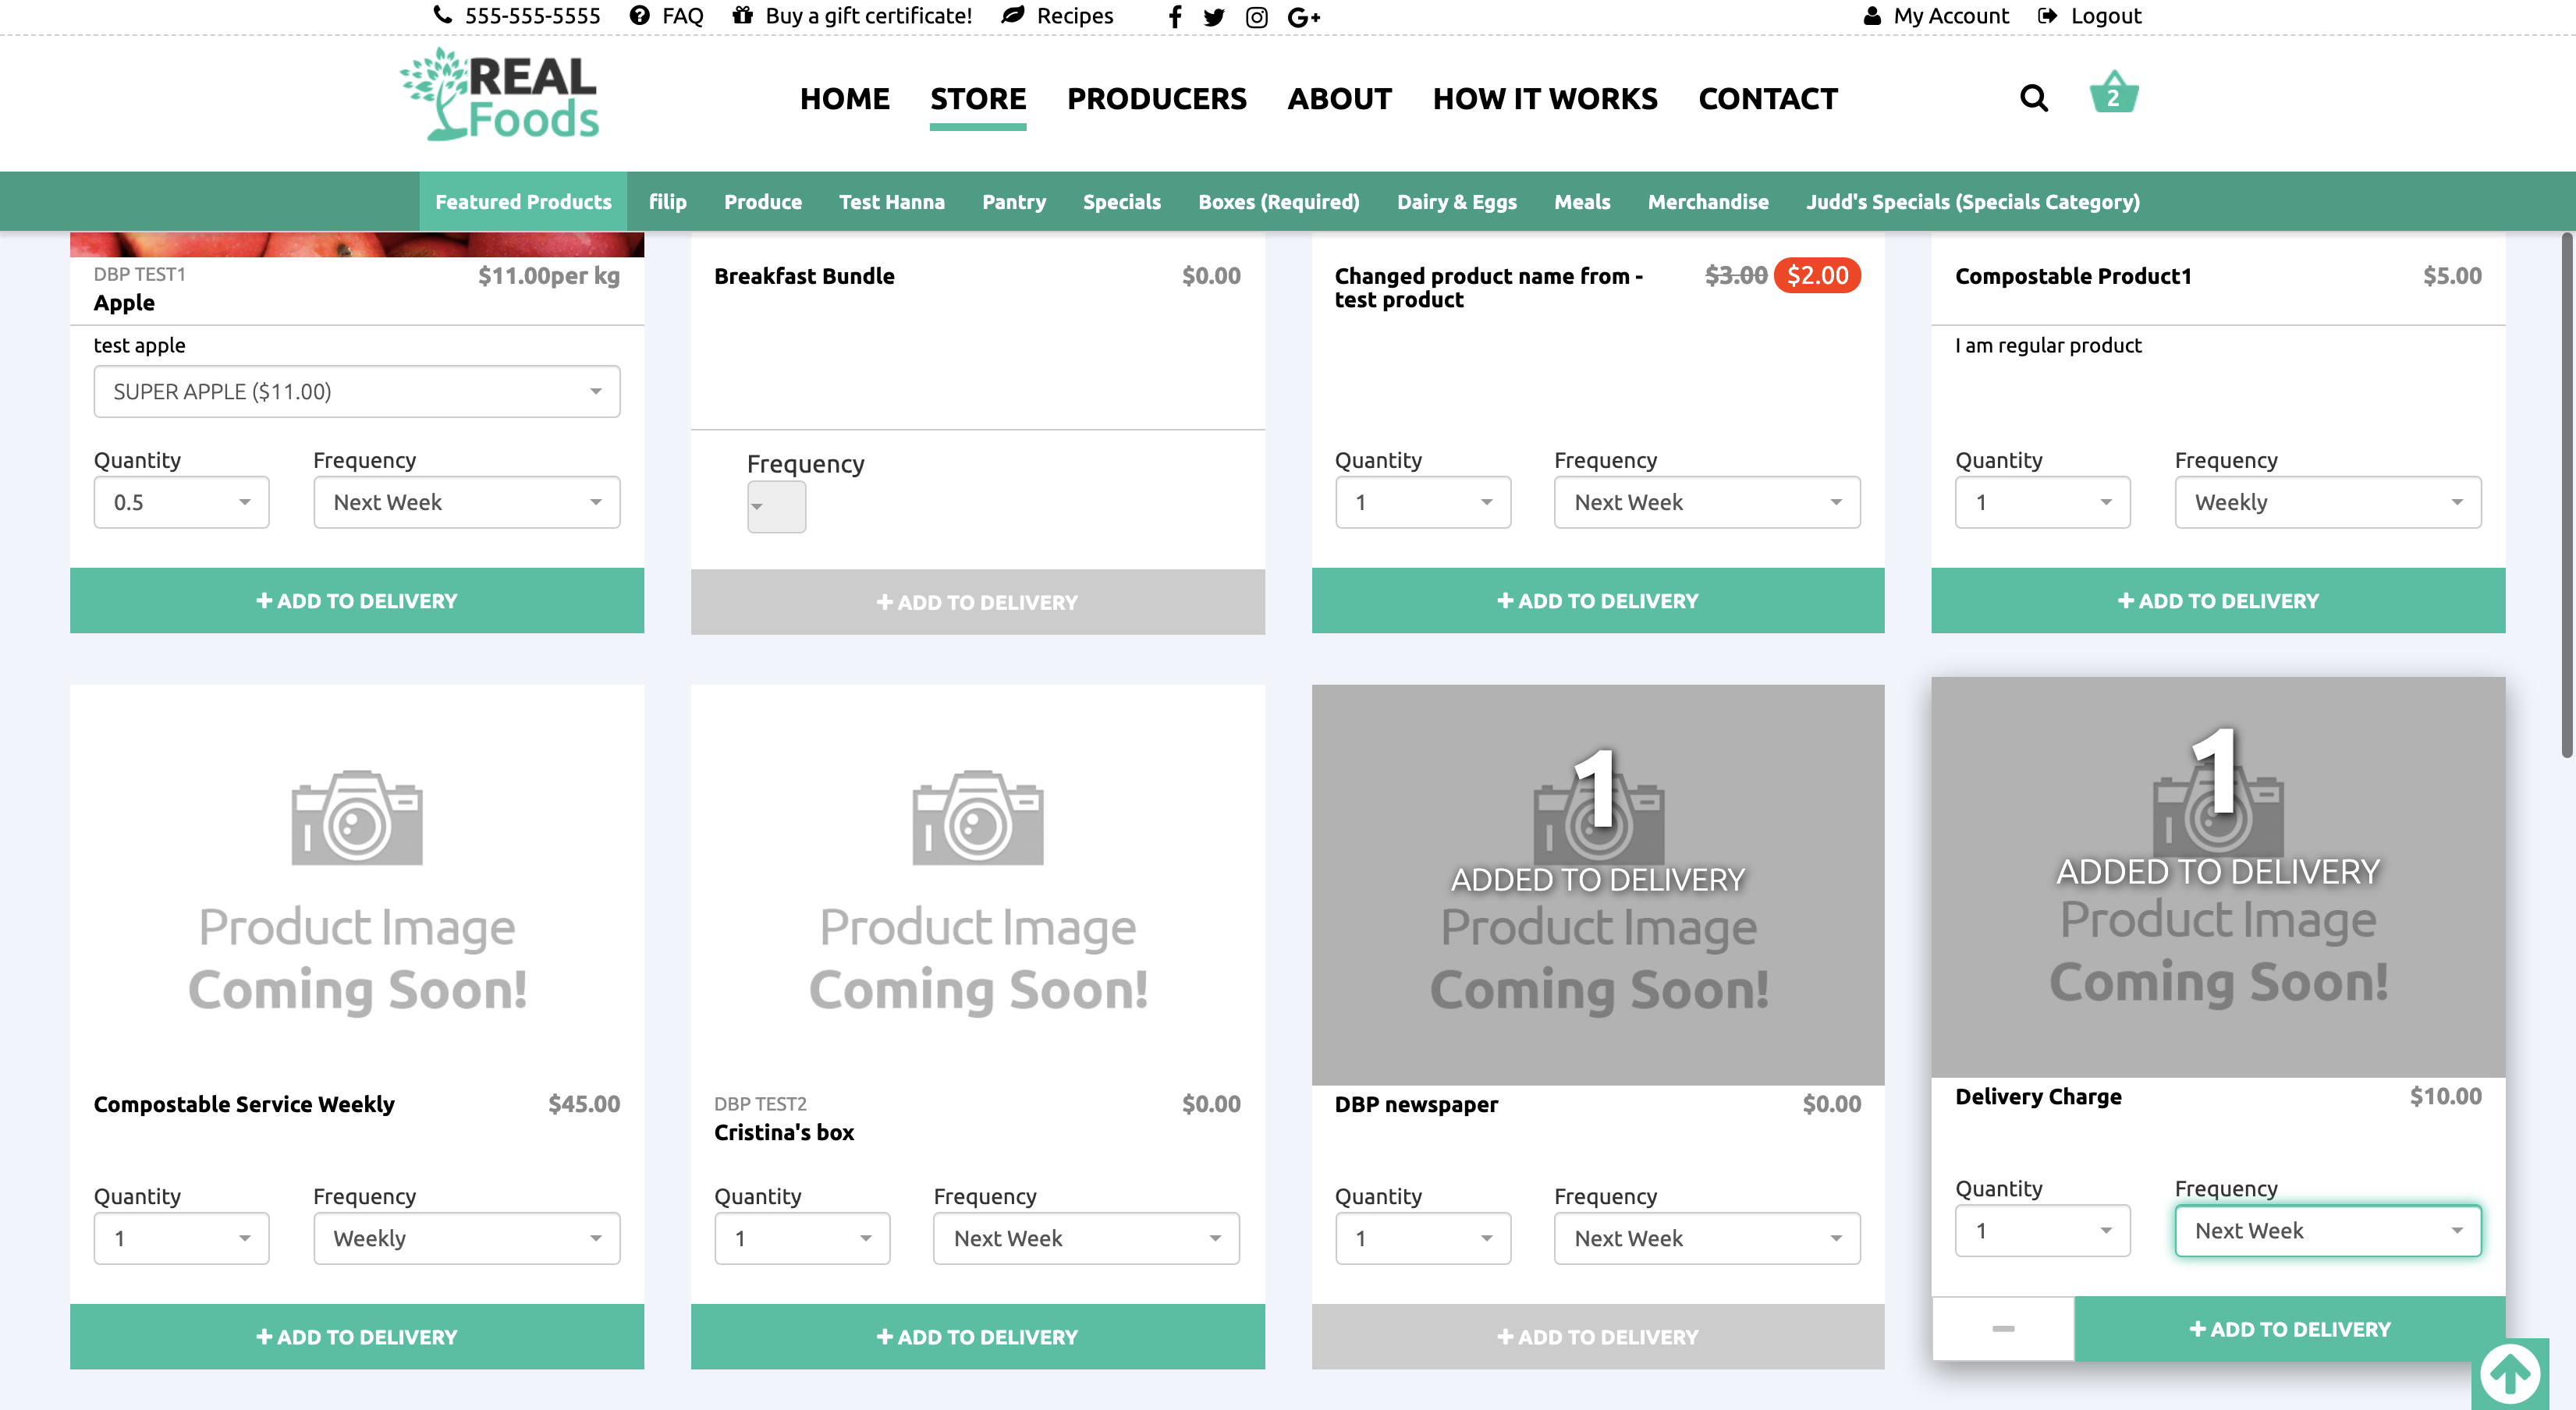 555-555-5555 FAQ Buy a gift certificate! Recipes My Account Logout
REAL
Foods
HOME STORE PRODUCERS ABOUT HOW IT WORKS CONTACT 2
Featured Products filip Produce Test Hanna Pantry Specials Boxes (Required) Dairy & Eggs Meals Merchandise Judd's Specials (Specials Category)
DBP TEST1 $11.00per kg
Apple
test apple
SUPER APPLE ($11.00)
Quantity Frequency
0.5 Next Week
+ ADD TO DELIVERY
Breakfast Bundle $0.00
Frequency
+ ADD TO DELIVERY
Changed product name from - $3.00 $2.00
test product
Quantity Frequency
1 Next Week
+ ADD TO DELIVERY
Compostable Product1 $5.00
I am regular product
Quantity Frequency
1 Weekly
+ ADD TO DELIVERY
Product Image
Coming Soon!
Compostable Service Weekly $45.00
Quantity Frequency
1 Weekly
+ ADD TO DELIVERY
Product Image
Coming Soon!
DBP TEST2 $0.00
Cristina's box
Quantity Frequency
1 Next Week
+ ADD TO DELIVERY
1
ADDED TO DELIVERY
Product Image
Coming Soon!
DBP newspaper $0.00
Quantity Frequency
1 Next Week
+ ADD TO DELIVERY
1
ADDED TO DELIVERY
Product Image
Coming Soon!
Delivery Charge $10.00
Quantity Frequency
1 Next Week
+ ADD TO DELIVERY